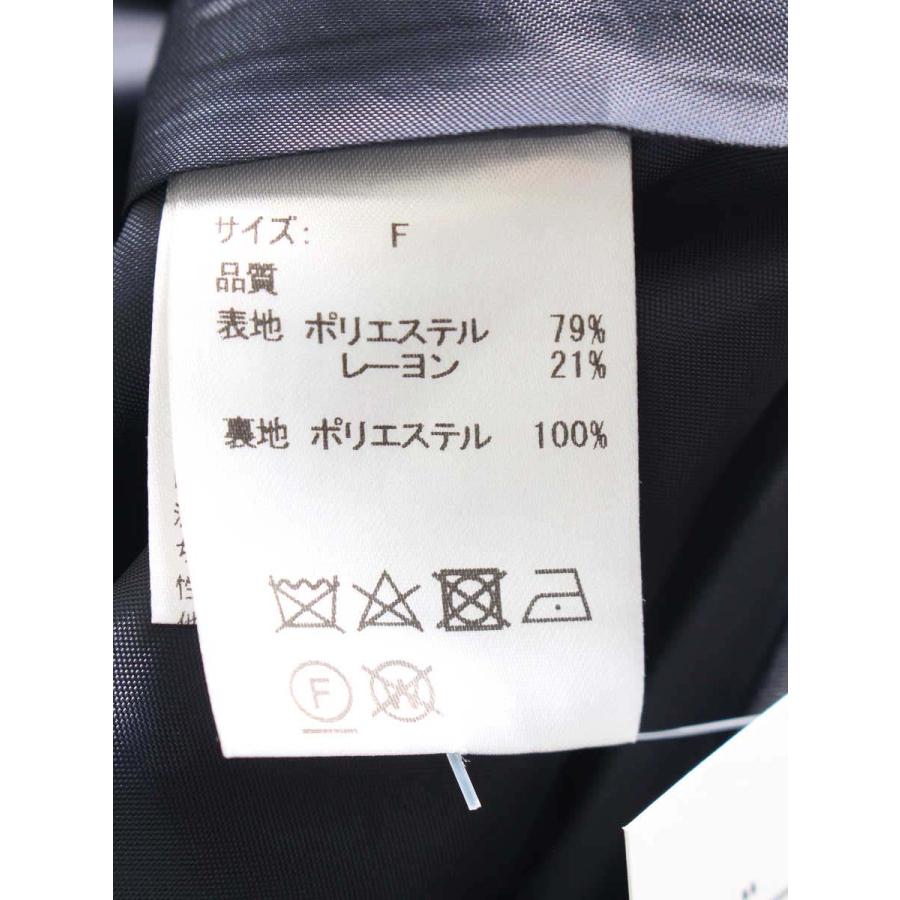 サイズ: F
品質
表地 ポリエステル 79%
レーヨン 21%
裏地 ポリエステル 100%
F
W
性